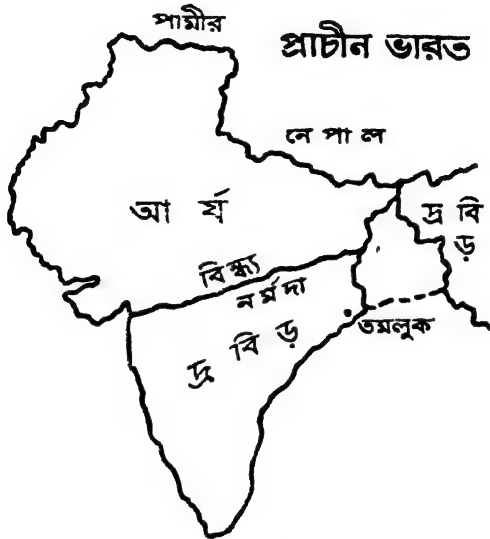 পামীর
প্রাচীন ভারত
নেপাল
আর্য
দ্রবি
ড়
বিন্ধ্য
নর্মদা
তমলুক
দ্রবিড়